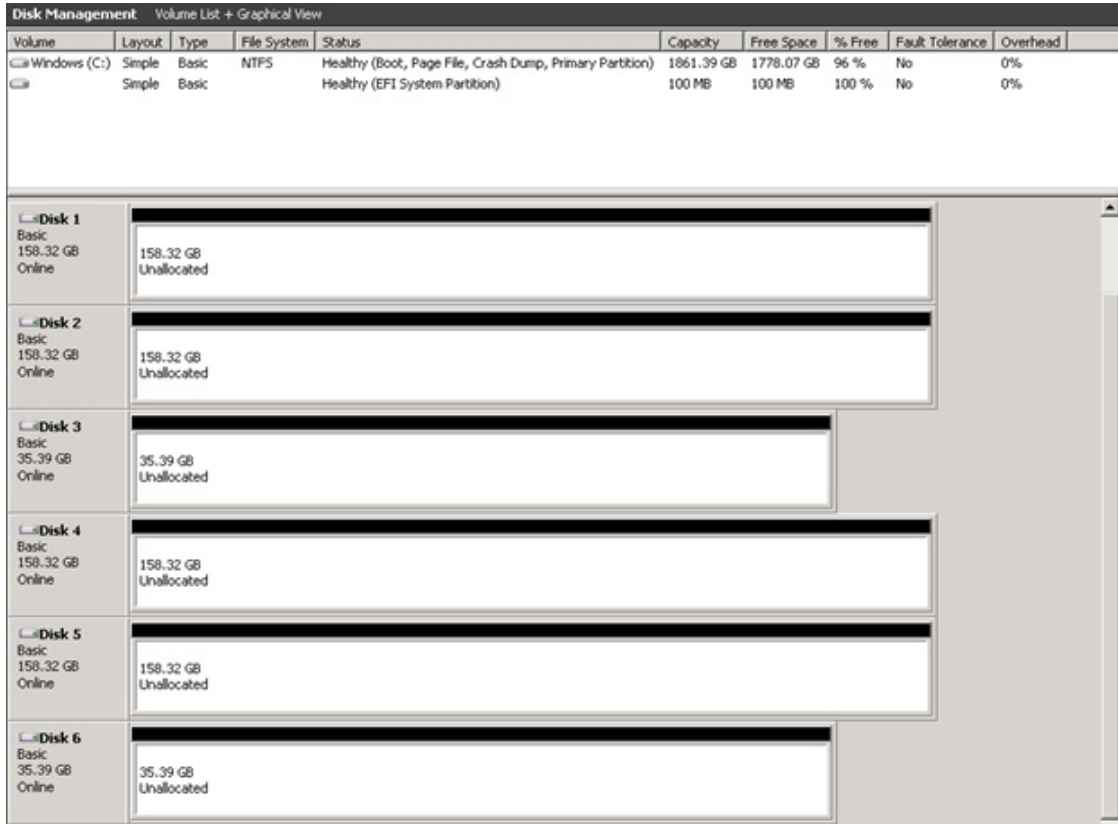 Disk Management Volume List + Graphical View
Volume Layout Type File System Status Capacity Free Space % Free Fault Tolerance Overhead
Windows (C:) Simple Basic NTFS Healthy (Boot, Page File, Crash Dump, Primary Partition) 1861.39 GB 1778.07 GB 96 % No 0%
Simple Basic Healthy (EFI System Partition) 100 MB 100 MB 100 % No 0%
Disk 1
Basic
158.32 GB
Online
158.32 GB
Unallocated
Disk 2
Basic
158.32 GB
Online
158.32 GB
Unallocated
Disk 3
Basic
35.39 GB
Online
35.39 GB
Unallocated
Disk 4
Basic
158.32 GB
Online
158.32 GB
Unallocated
Disk 5
Basic
158.32 GB
Online
158.32 GB
Unallocated
Disk 6
Basic
35.39 GB
Online
35.39 GB
Unallocated